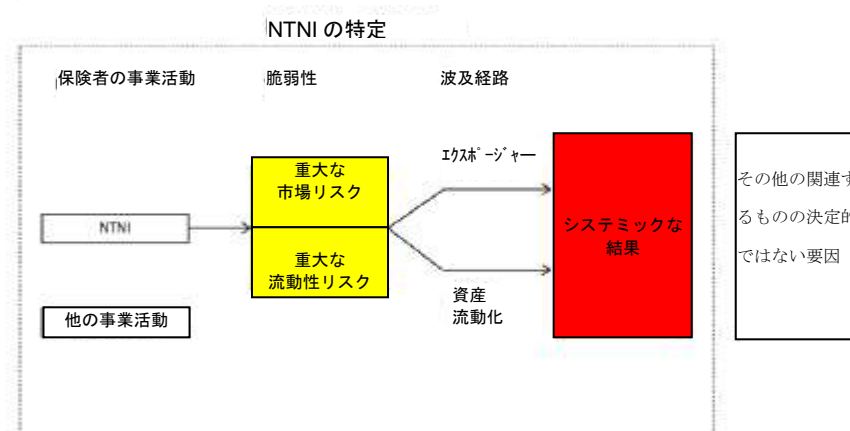 NTNI の特定
保険者の事業活動
脆弱性
波及経路
NTNI
他の事業活動
重大な
市場リスク
重大な
流動性リスク
ｴｸｽﾎﾟｰｼﾞｬｰ
資産
流動化
システミックな
結果
その他の関連す
るものの決定的
ではない要因